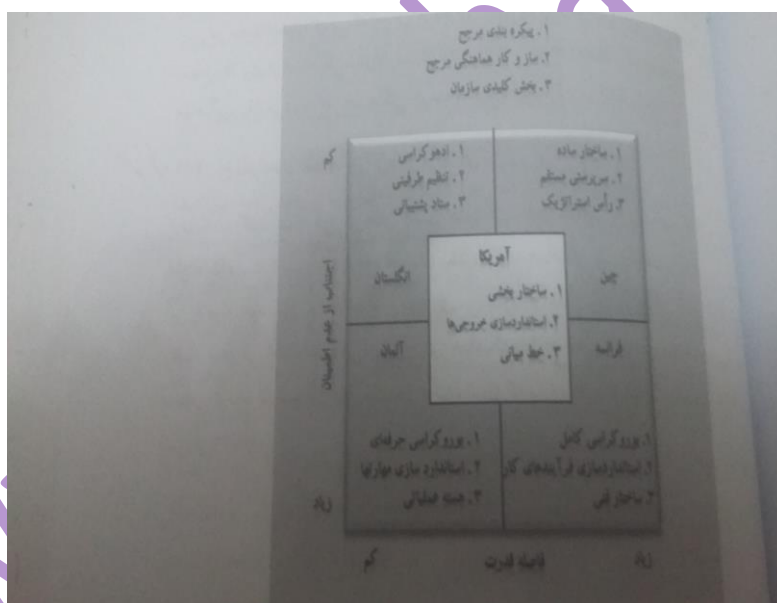 ۱. پیکره بندی مرجح
۲. ساز و کار هماهنگی مرجح
۳. بخش کلیدی سازمان
کم
۱. ساختار ساده
۲. سرپرستی مستقیم
۳. رأس استراتژیک
چین
۱. ادهوکراسی
۲. تنظیم ظرفیتی
۳. ستاد پشتیبانی
انگلستان
آمریکا
۱. ساختار بخشی
۲. استانداردسازی خروجی‌ها
۳. خط میانی
اجتناب از عدم اطمینان
فرانسه
۱. بوروکراسی کامل
۲. استانداردسازی فرآیندهای کار
۳. ساختار فنی
آلمان
۱. بوروکراسی حرفه‌ای
۲. استاندارد سازی مهارتها
۳. هسته عملیاتی
زیاد
زیاد
فاصله قدرت
کم